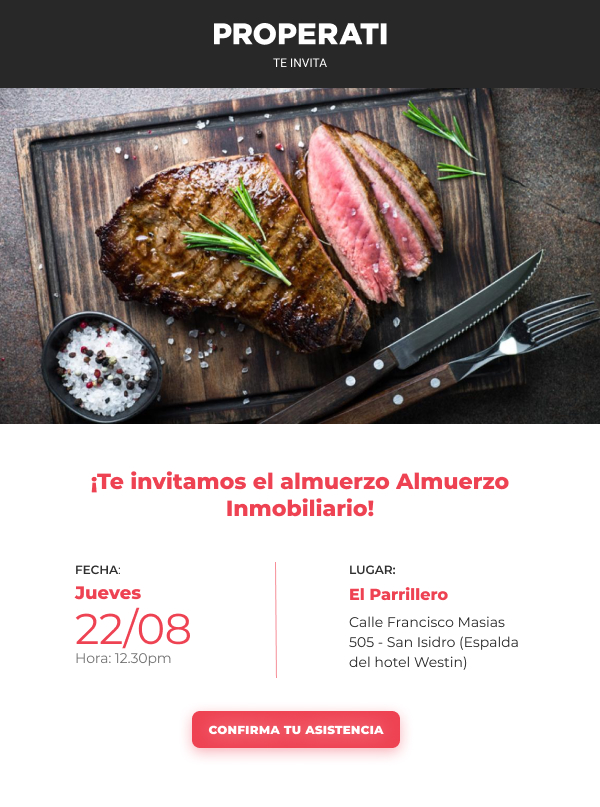 PROPERATI
TE INVITA
¡Te invitamos el almuerzo Almuerzo
Inmobiliario!
FECHA:
Jueves
22/08
Hora: 12.30pm
LUGAR:
El Parrillero
Calle Francisco Masias
505 - San Isidro (Espalda
del hotel Westin)
CONFIRMA TU ASISTENCIA